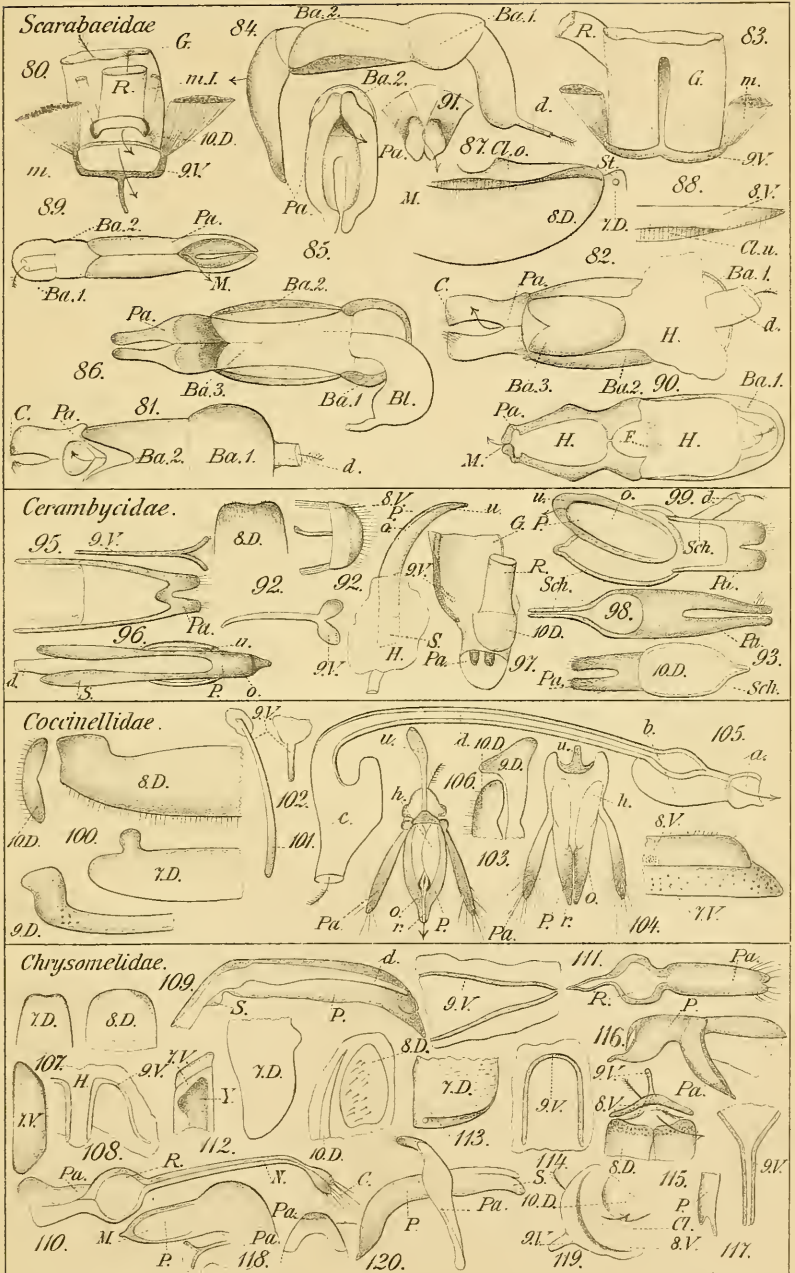 Scarabaeidae
G.
80.
R.
m.1.
10.D.
m.
9.V.
84.
Ba.2.
Ba.1.
Ba.2.
91.
Pa.
d.
Pa.
85.
87.
Cl.o.
St.
M.
8.D.
7.D.
82.
R.
83.
G.
m.
9.V.
88.
8.V.
Cl.u.
89.
Ba.2.
Pa.
Ba.1.
M.
Pa.
Ba.2.
86.
Ba.3.
Ba.1
Bl.
C.
Pa.
Ba.1.
d.
H.
Ba.3.
Ba.2.
90.
Ba.1.
C.
Pa.
81.
Ba.2.
Ba.1.
d.
Pa.
H.
F.
H.
M.
Cerambycidae.
95.
9.V.
8.D.
8.V.
92.
92.
P.
o.
u.
G.
P.
u.
o.
99.
d.
Sch.
9.V.
R.
Sch.
Pa.
Pa.
96.
u.
9.V.
S.
H.
10.D.
Pa.
97.
98.
Pa.
93.
d.
S.
P.
o.
Pa.
10.D.
Sch.
Coccinellidae.
9.V.
8.D.
102.
10.D.
100.
101.
7.D.
9.D.
u.
d.
10.D.
9.D.
u.
b.
105.
a.
h.
106.
h.
c.
103.
8.V.
Pa.
o.
r.
P.
Pa.
P.
r.
o.
104.
7.V.
Chrysomelidae.
109.
d.
S.
P.
9.V.
111.
Pa.
R.
7.D.
8.D.
107.
H.
9.V.
7.V.
7.D.
8.D.
7.D.
9.V.
P.
116.
9.V.
8.V.
Pa.
7.V.
108.
Y.
112.
10.D.
113.
114.
8.D.
115.
9.V.
Pa.
R.
N.
C.
110.
M.
P.
Pa.
118.
Pa.
P.
120.
S.
10.D.
9.V.
119.
Cl.
8.V.
P.
117.